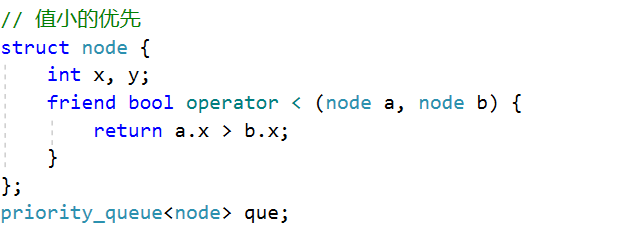 // 值小的优先
struct node {
    int x, y;
    friend bool operator < (node a, node b) {
        return a.x > b.x;
    }
};
priority_queue<node> que;